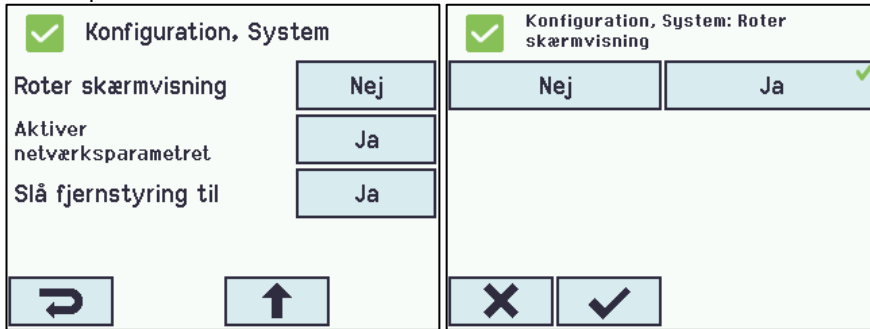 Konfiguration, System
Roter skærmvisning
Nej
Aktiver
netværksparametret
Ja
Slå fjernstyring til
Ja
Konfiguration, System: Roter
skærmvisning
Nej
Ja